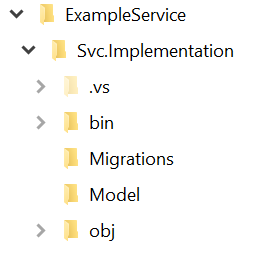 ExampleService
Svc.Implementation
.vs
bin
Migrations
Model
obj